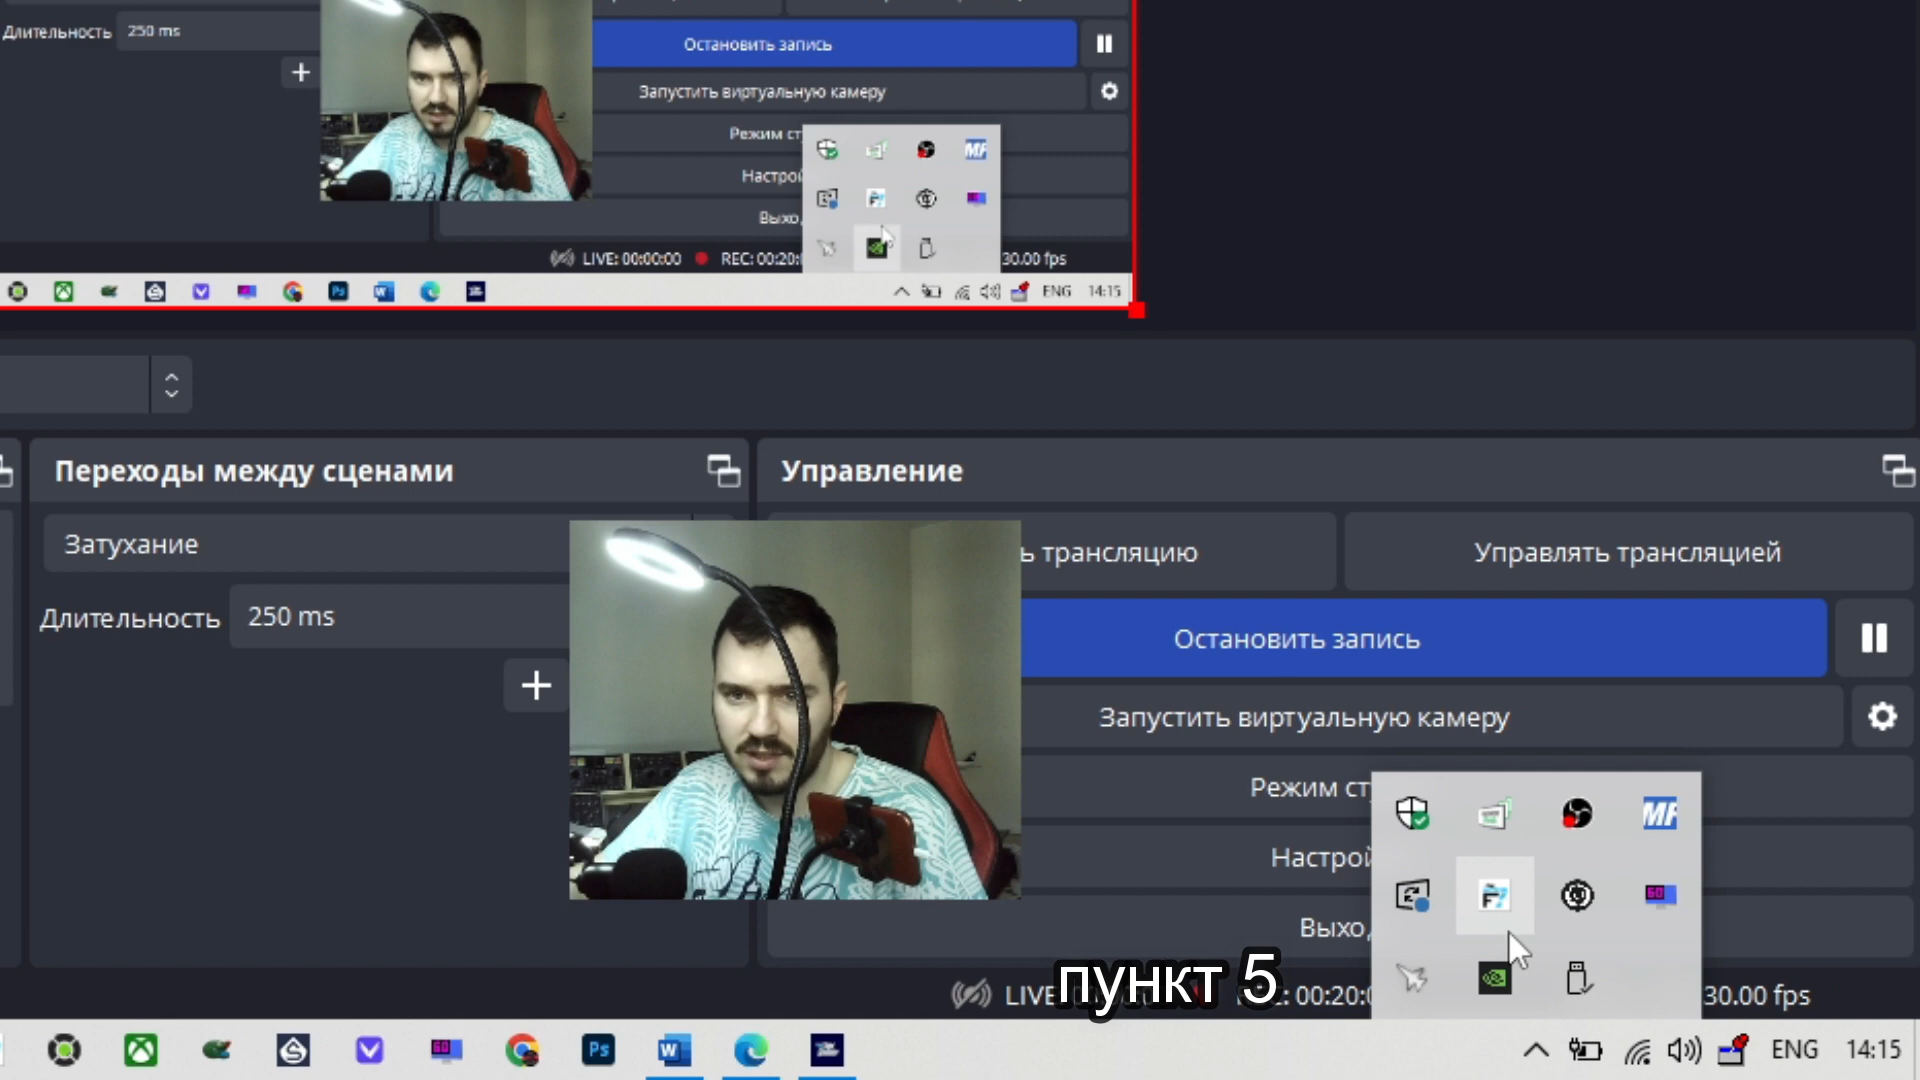 Длительность 250 ms
Остановить запись
Запустить виртуальную камеру
Режим ст
Настрой
Выхо
LIVE: 00:00:00 REC: 00:20: 30.00 fps
ENG 14:15
Переходы между сценами
Управление
Затухание
ь трансляцию
Управлять трансляцией
Длительность 250 ms
Остановить запись
Запустить виртуальную камеру
Режим ст
Настрой
Выхо
пункт 5
LIVE 00:20: 30.00 fps
ENG 14:15